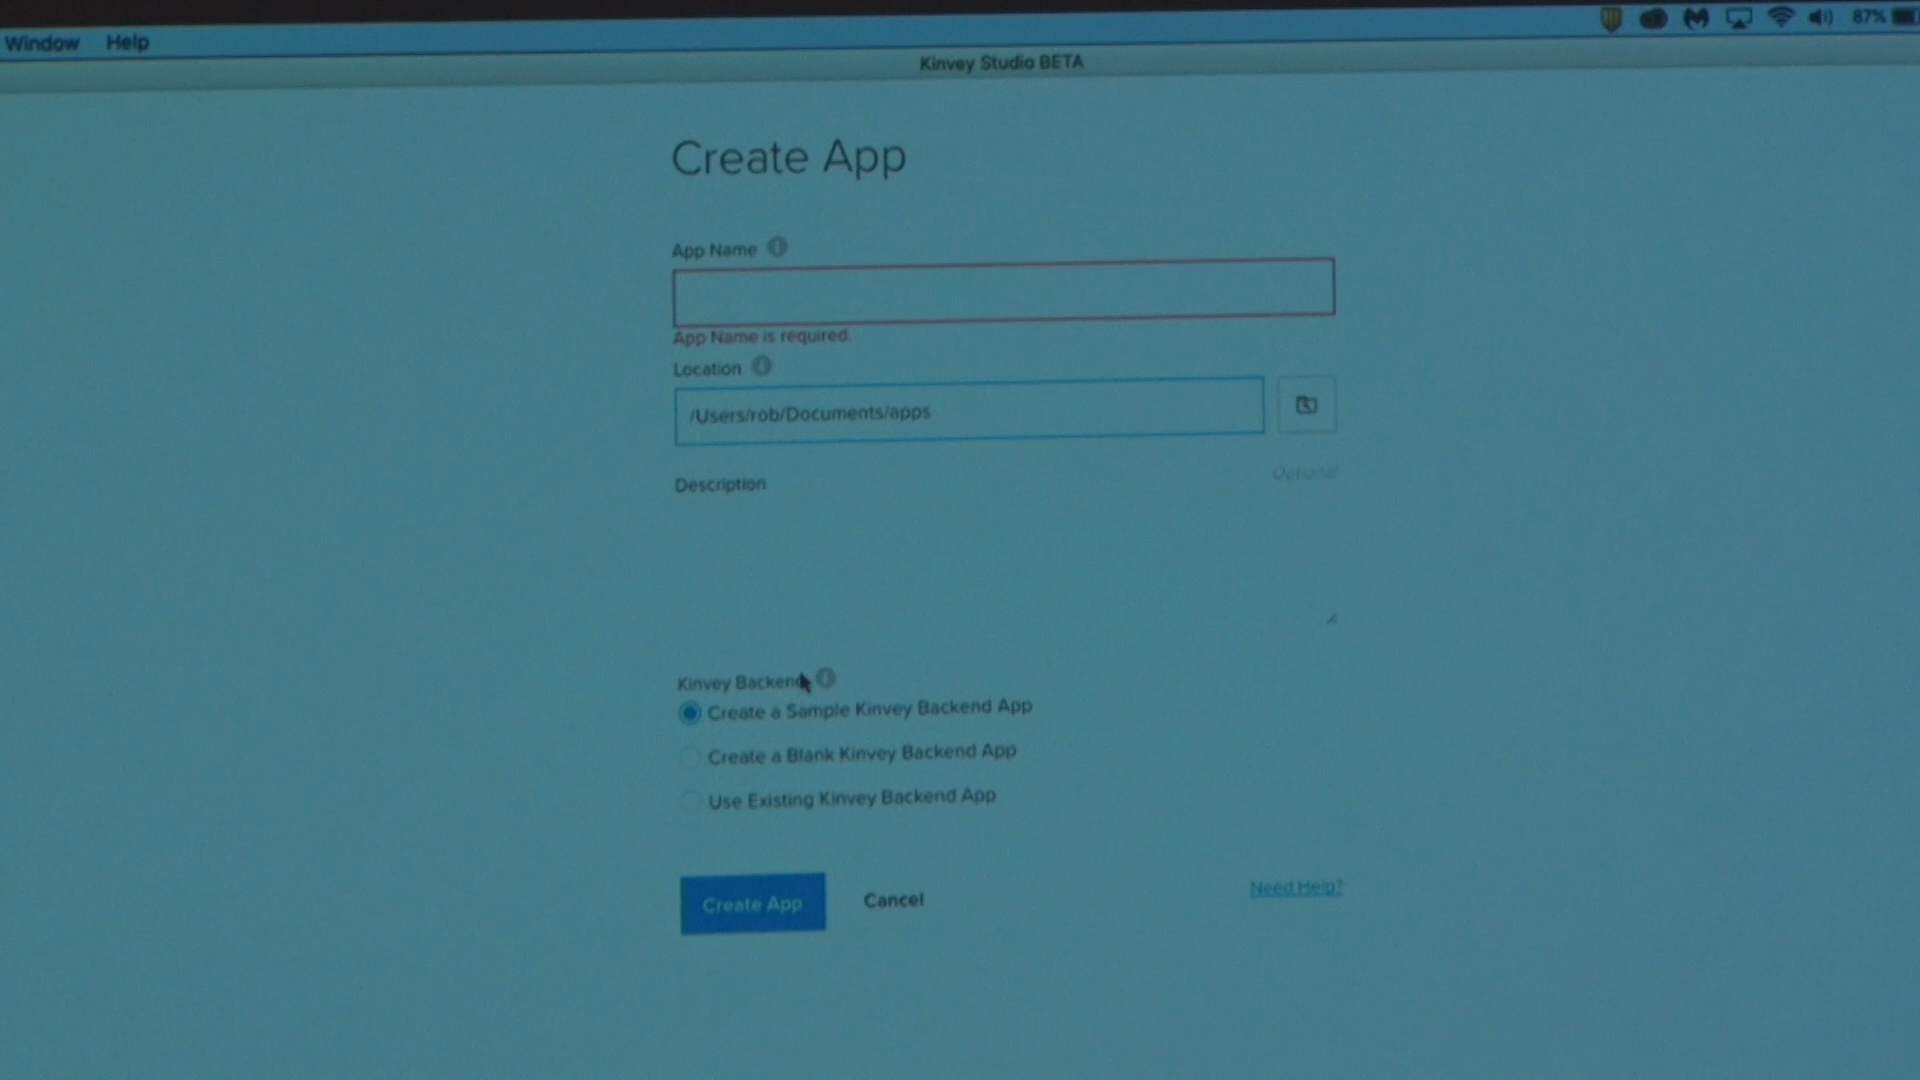 Window Help 87%
Kinvey Studio BETA
Create App
App Name
App Name is required.
Location
/Users/rob/Documents/apps
Description Optional
Kinvey Backend
Create a Sample Kinvey Backend App
Create a Blank Kinvey Backend App
Use Existing Kinvey Backend App
Create App Cancel Need Help?